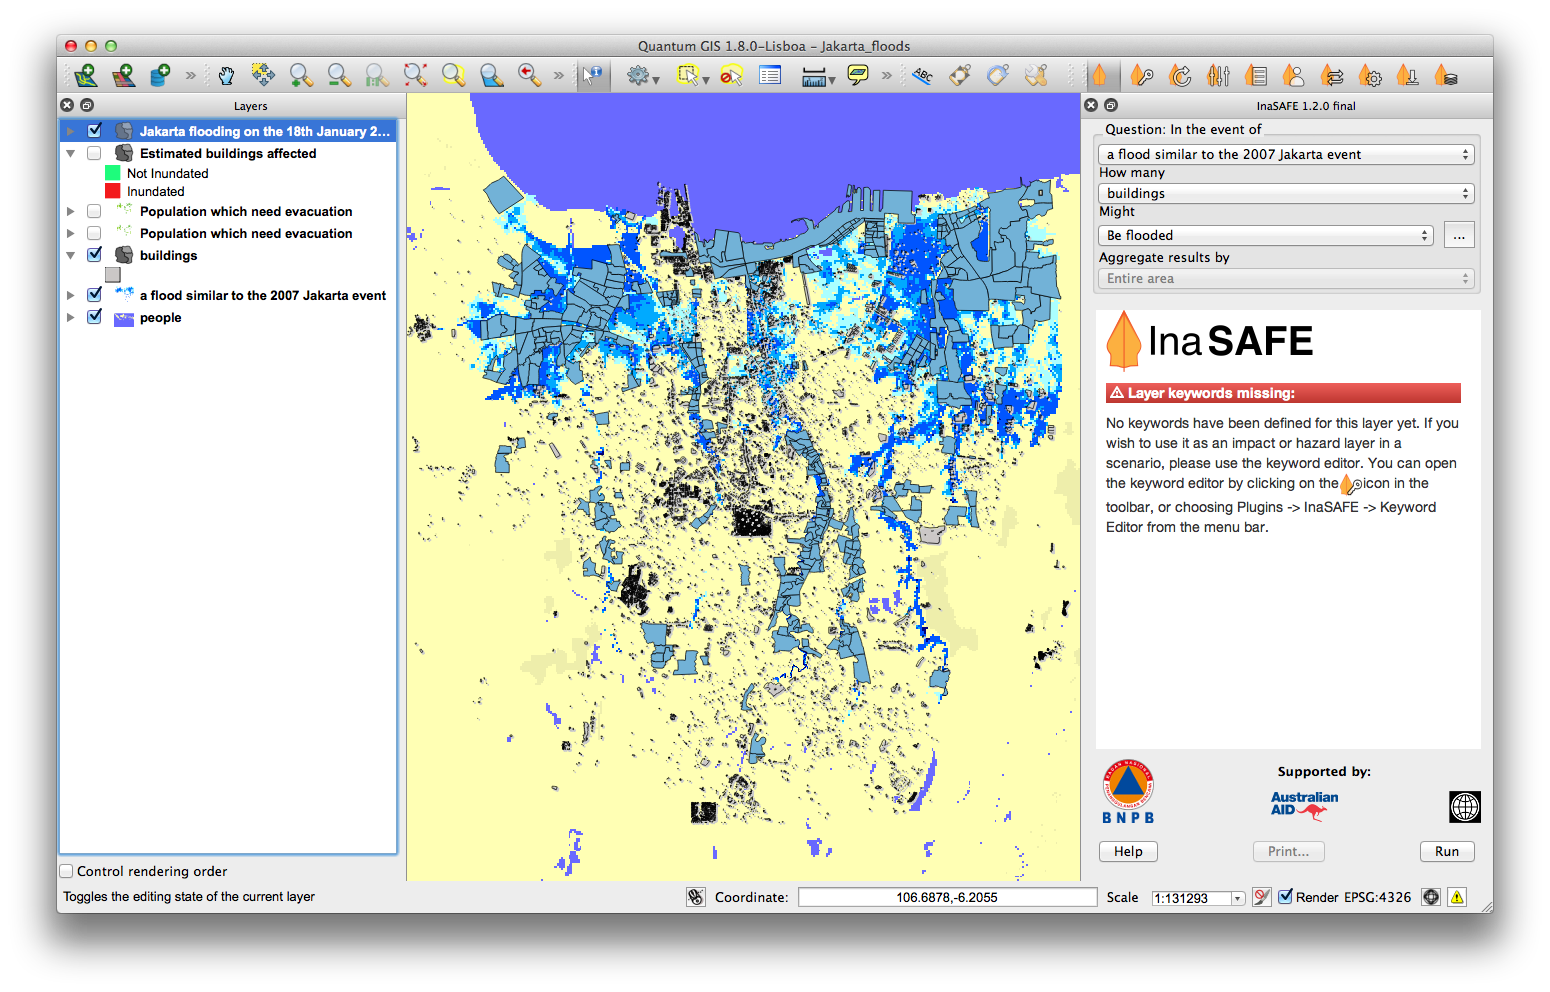 Quantum GIS 1.8.0-Lisboa - Jakarta_floods
»
»
ABC
»
Layers
Jakarta flooding on the 18th January 2...
Estimated buildings affected
Not Inundated
Inundated
Population which need evacuation
Population which need evacuation
buildings
a flood similar to the 2007 Jakarta event
people
Control rendering order
Toggles the editing state of the current layer
InaSAFE 1.2.0 final
Question: In the event of
a flood similar to the 2007 Jakarta event
How many
buildings
Might
Be flooded
...
Aggregate results by
Entire area
InaSAFE
Layer keywords missing:
No keywords have been defined for this layer yet. If you
wish to use it as an impact or hazard layer in a
scenario, please use the keyword editor. You can open
the keyword editor by clicking on the icon in the
toolbar, or choosing Plugins -> InaSAFE -> Keyword
Editor from the menu bar.
BNPB
Supported by:
Australian
AID
Help
Print...
Run
Coordinate:
106.6878,-6.2055
Scale
1:131293
Render
EPSG:4326